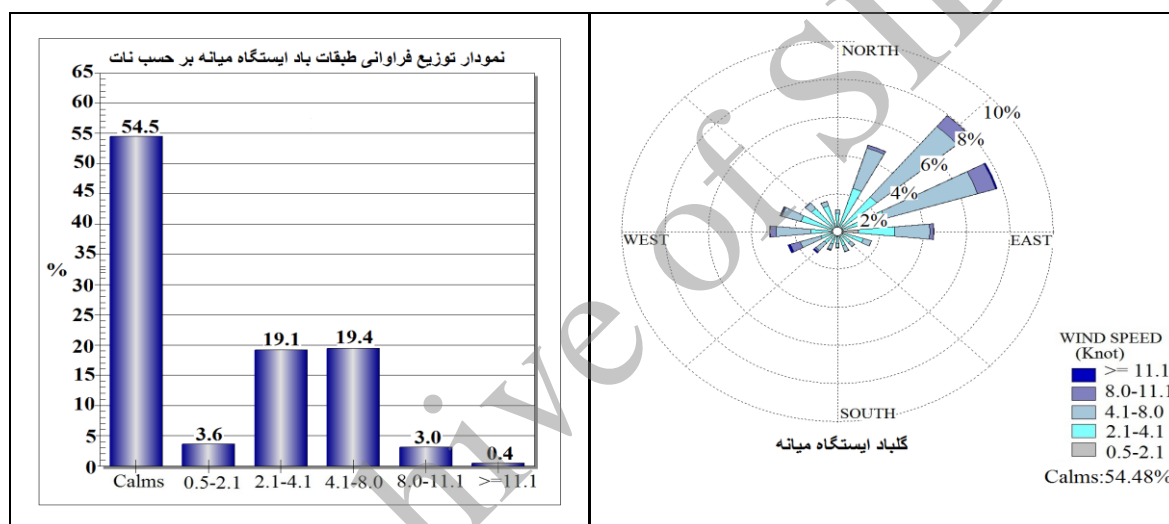 نمودار توزیع فراوانی طبقات باد ایستگاه میانه بر حسب نات
65
60
55
50
45
40
35
30
25
20
15
10
5
0
%
54.5
3.6
19.1
19.4
3.0
0.4
Calms 0.5-2.1 2.1-4.1 4.1-8.0 8.0-11.1 >=11.1
NORTH
10%
8%
6%
4%
2%
WEST
EAST
SOUTH
گلباد ایستگاه میانه
WIND SPEED
(Knot)
>= 11.1
8.0-11.1
4.1-8.0
2.1-4.1
0.5-2.1
Calms:54.48%
hive of SI